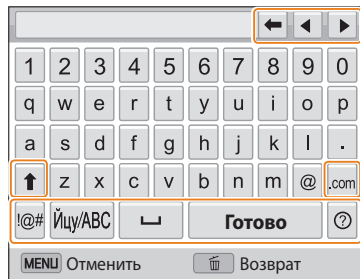 1 2 3 4 5 6 7 8 9 0
q w e r t y u i o p
a s d f g h j k l .
z x c v b n m @ .com
!@# Йцу/ABC Готово ?
MENU Отменить Возврат